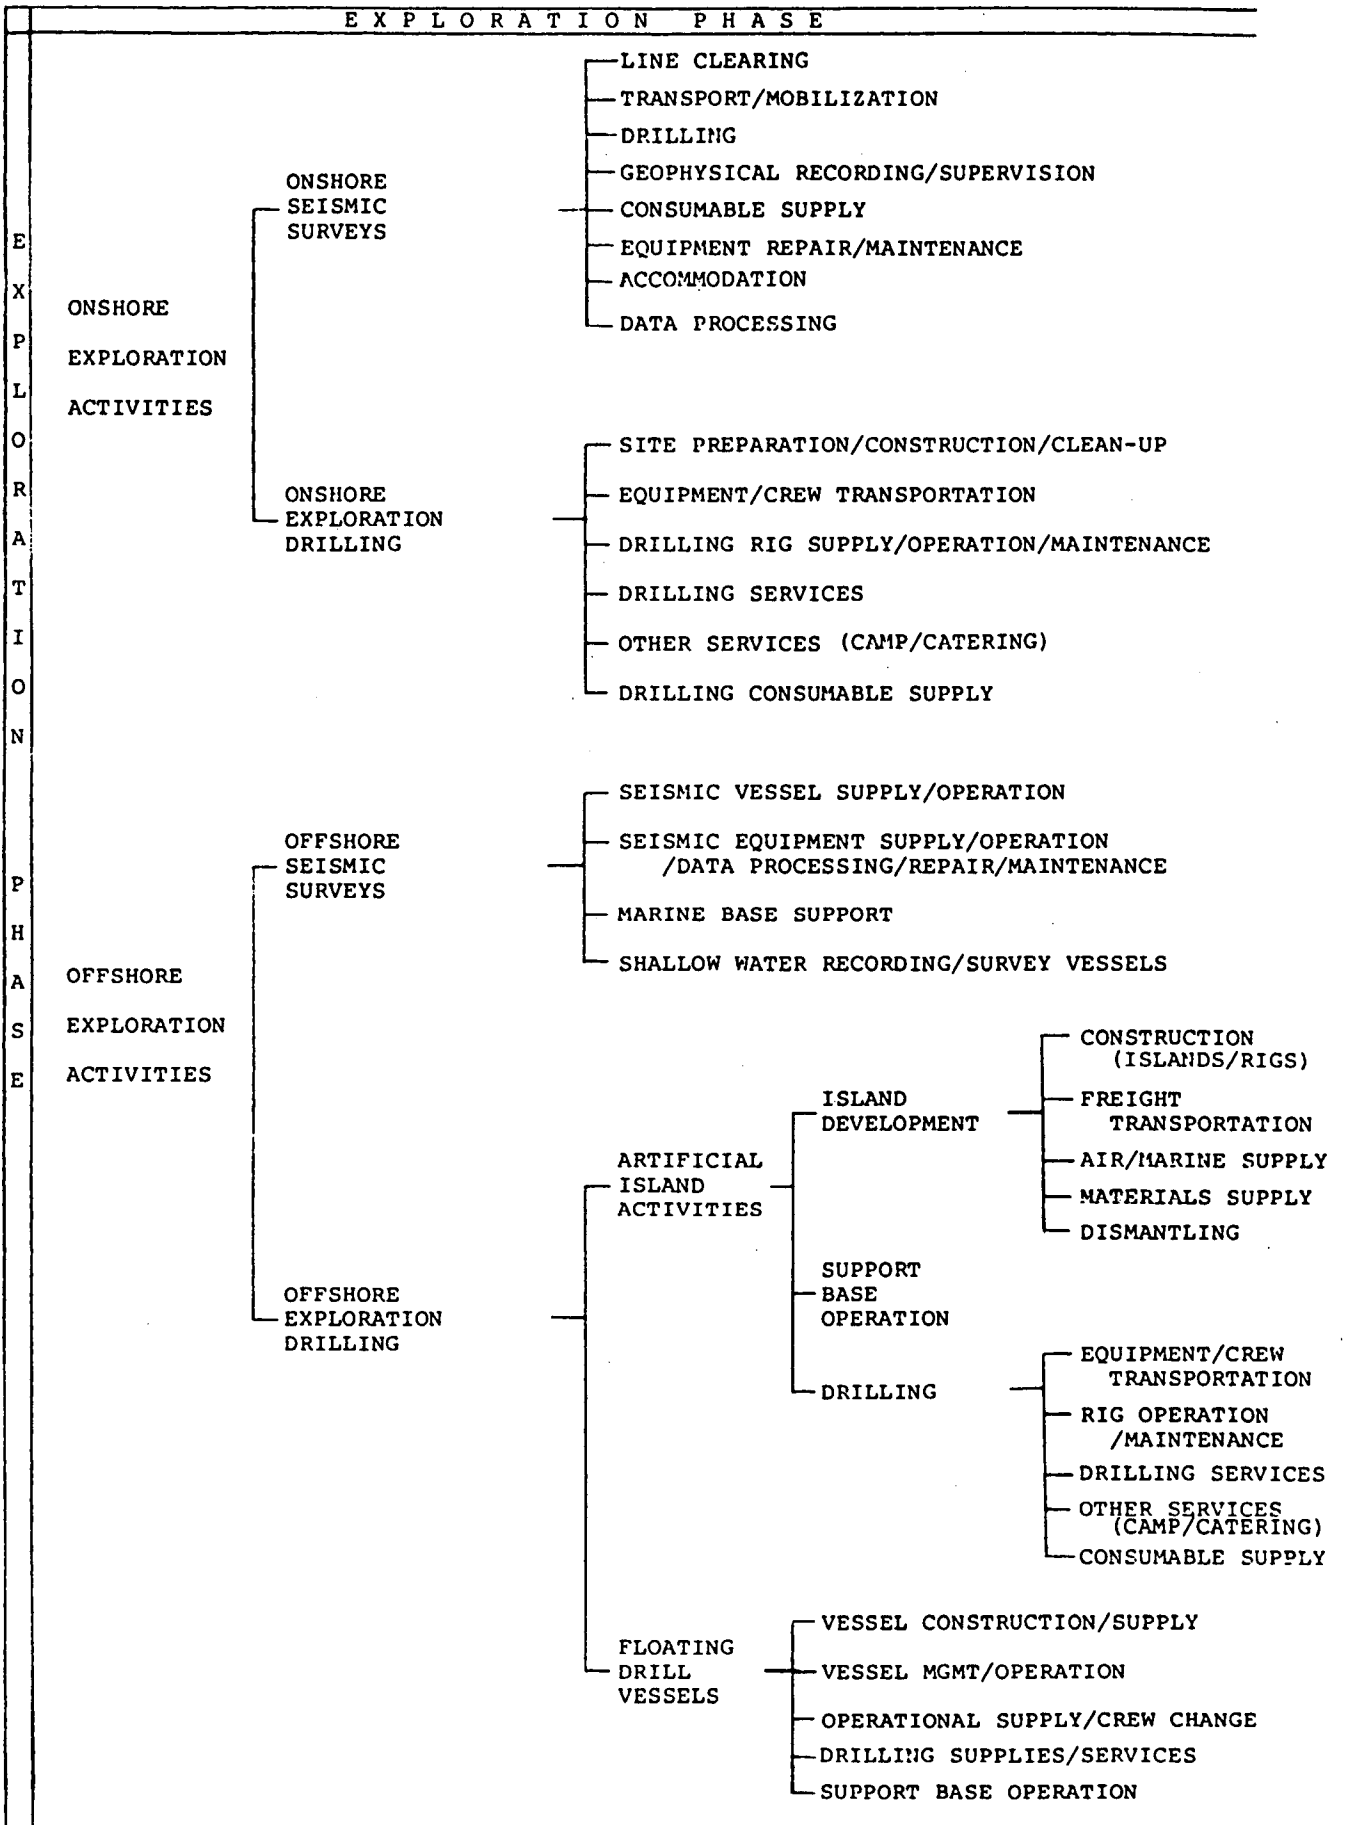 E X P L O R A T I O N   P H A S E
E X P L O R A T I O N   P H A S E
ONSHORE
EXPLORATION
ACTIVITIES
ONSHORE
SEISMIC
SURVEYS
LINE CLEARING
TRANSPORT/MOBILIZATION
DRILLING
GEOPHYSICAL RECORDING/SUPERVISION
CONSUMABLE SUPPLY
EQUIPMENT REPAIR/MAINTENANCE
ACCOMMODATION
DATA PROCESSING
ONSHORE
EXPLORATION
DRILLING
SITE PREPARATION/CONSTRUCTION/CLEAN-UP
EQUIPMENT/CREW TRANSPORTATION
DRILLING RIG SUPPLY/OPERATION/MAINTENANCE
DRILLING SERVICES
OTHER SERVICES (CAMP/CATERING)
DRILLING CONSUMABLE SUPPLY
OFFSHORE
EXPLORATION
ACTIVITIES
OFFSHORE
SEISMIC
SURVEYS
SEISMIC VESSEL SUPPLY/OPERATION
SEISMIC EQUIPMENT SUPPLY/OPERATION
/DATA PROCESSING/REPAIR/MAINTENANCE
MARINE BASE SUPPORT
SHALLOW WATER RECORDING/SURVEY VESSELS
OFFSHORE
EXPLORATION
DRILLING
ARTIFICIAL
ISLAND
ACTIVITIES
ISLAND
DEVELOPMENT
CONSTRUCTION
(ISLANDS/RIGS)
FREIGHT
TRANSPORTATION
AIR/MARINE SUPPLY
MATERIALS SUPPLY
DISMANTLING
SUPPORT
BASE
OPERATION
DRILLING
EQUIPMENT/CREW
TRANSPORTATION
RIG OPERATION
/MAINTENANCE
DRILLING SERVICES
OTHER SERVICES
(CAMP/CATERING)
CONSUMABLE SUPPLY
FLOATING
DRILL
VESSELS
VESSEL CONSTRUCTION/SUPPLY
VESSEL MGMT/OPERATION
OPERATIONAL SUPPLY/CREW CHANGE
DRILLING SUPPLIES/SERVICES
SUPPORT BASE OPERATION